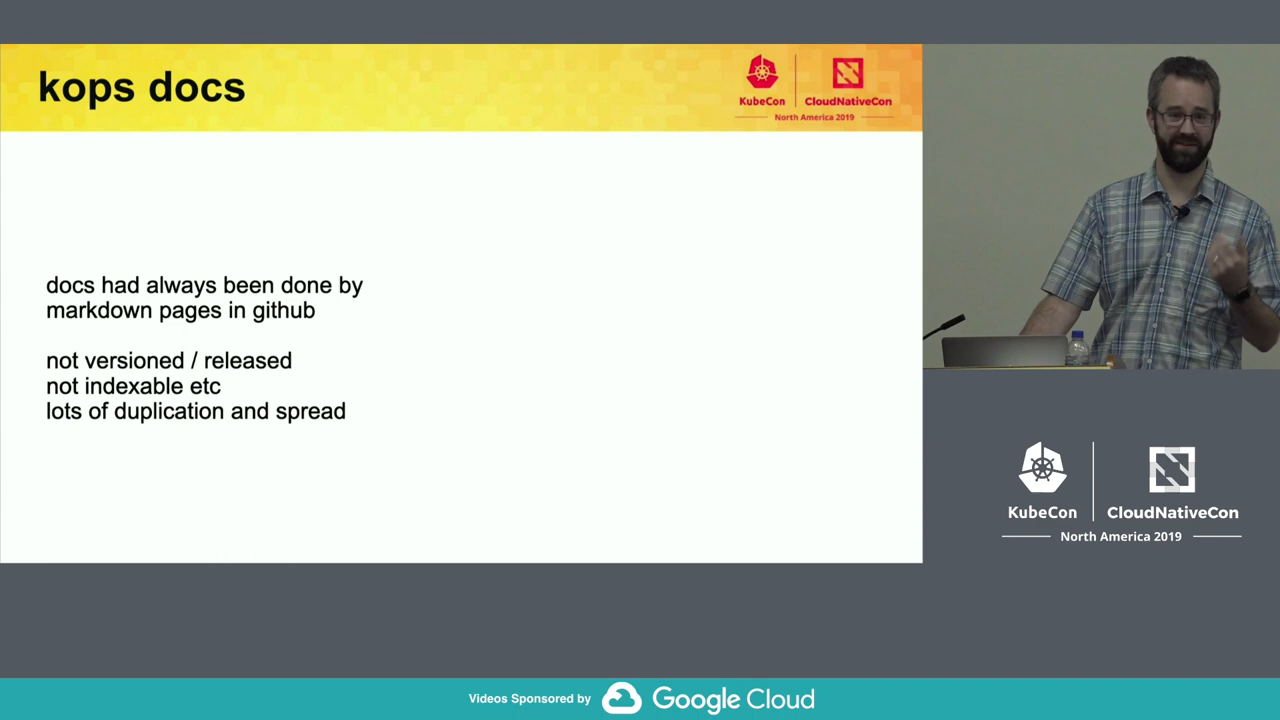 kops docs
KubeCon
CloudNativeCon
North America 2019
docs had always been done by
markdown pages in github
not versioned / released
not indexable etc
lots of duplication and spread
KubeCon
CloudNativeCon
North America 2019
Videos Sponsored by
Google Cloud